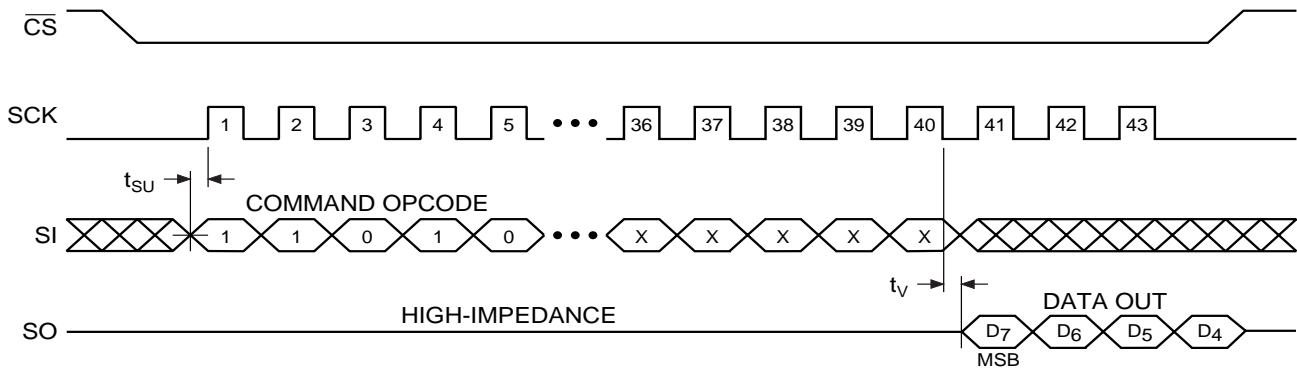 CS
SCK 1 2 3 4 5 ••• 36 37 38 39 40 41 42 43
tSU
COMMAND OPCODE
SI 1 1 0 1 0 ••• X X X X X
tV
HIGH-IMPEDANCE DATA OUT
SO D7 D6 D5 D4
MSB